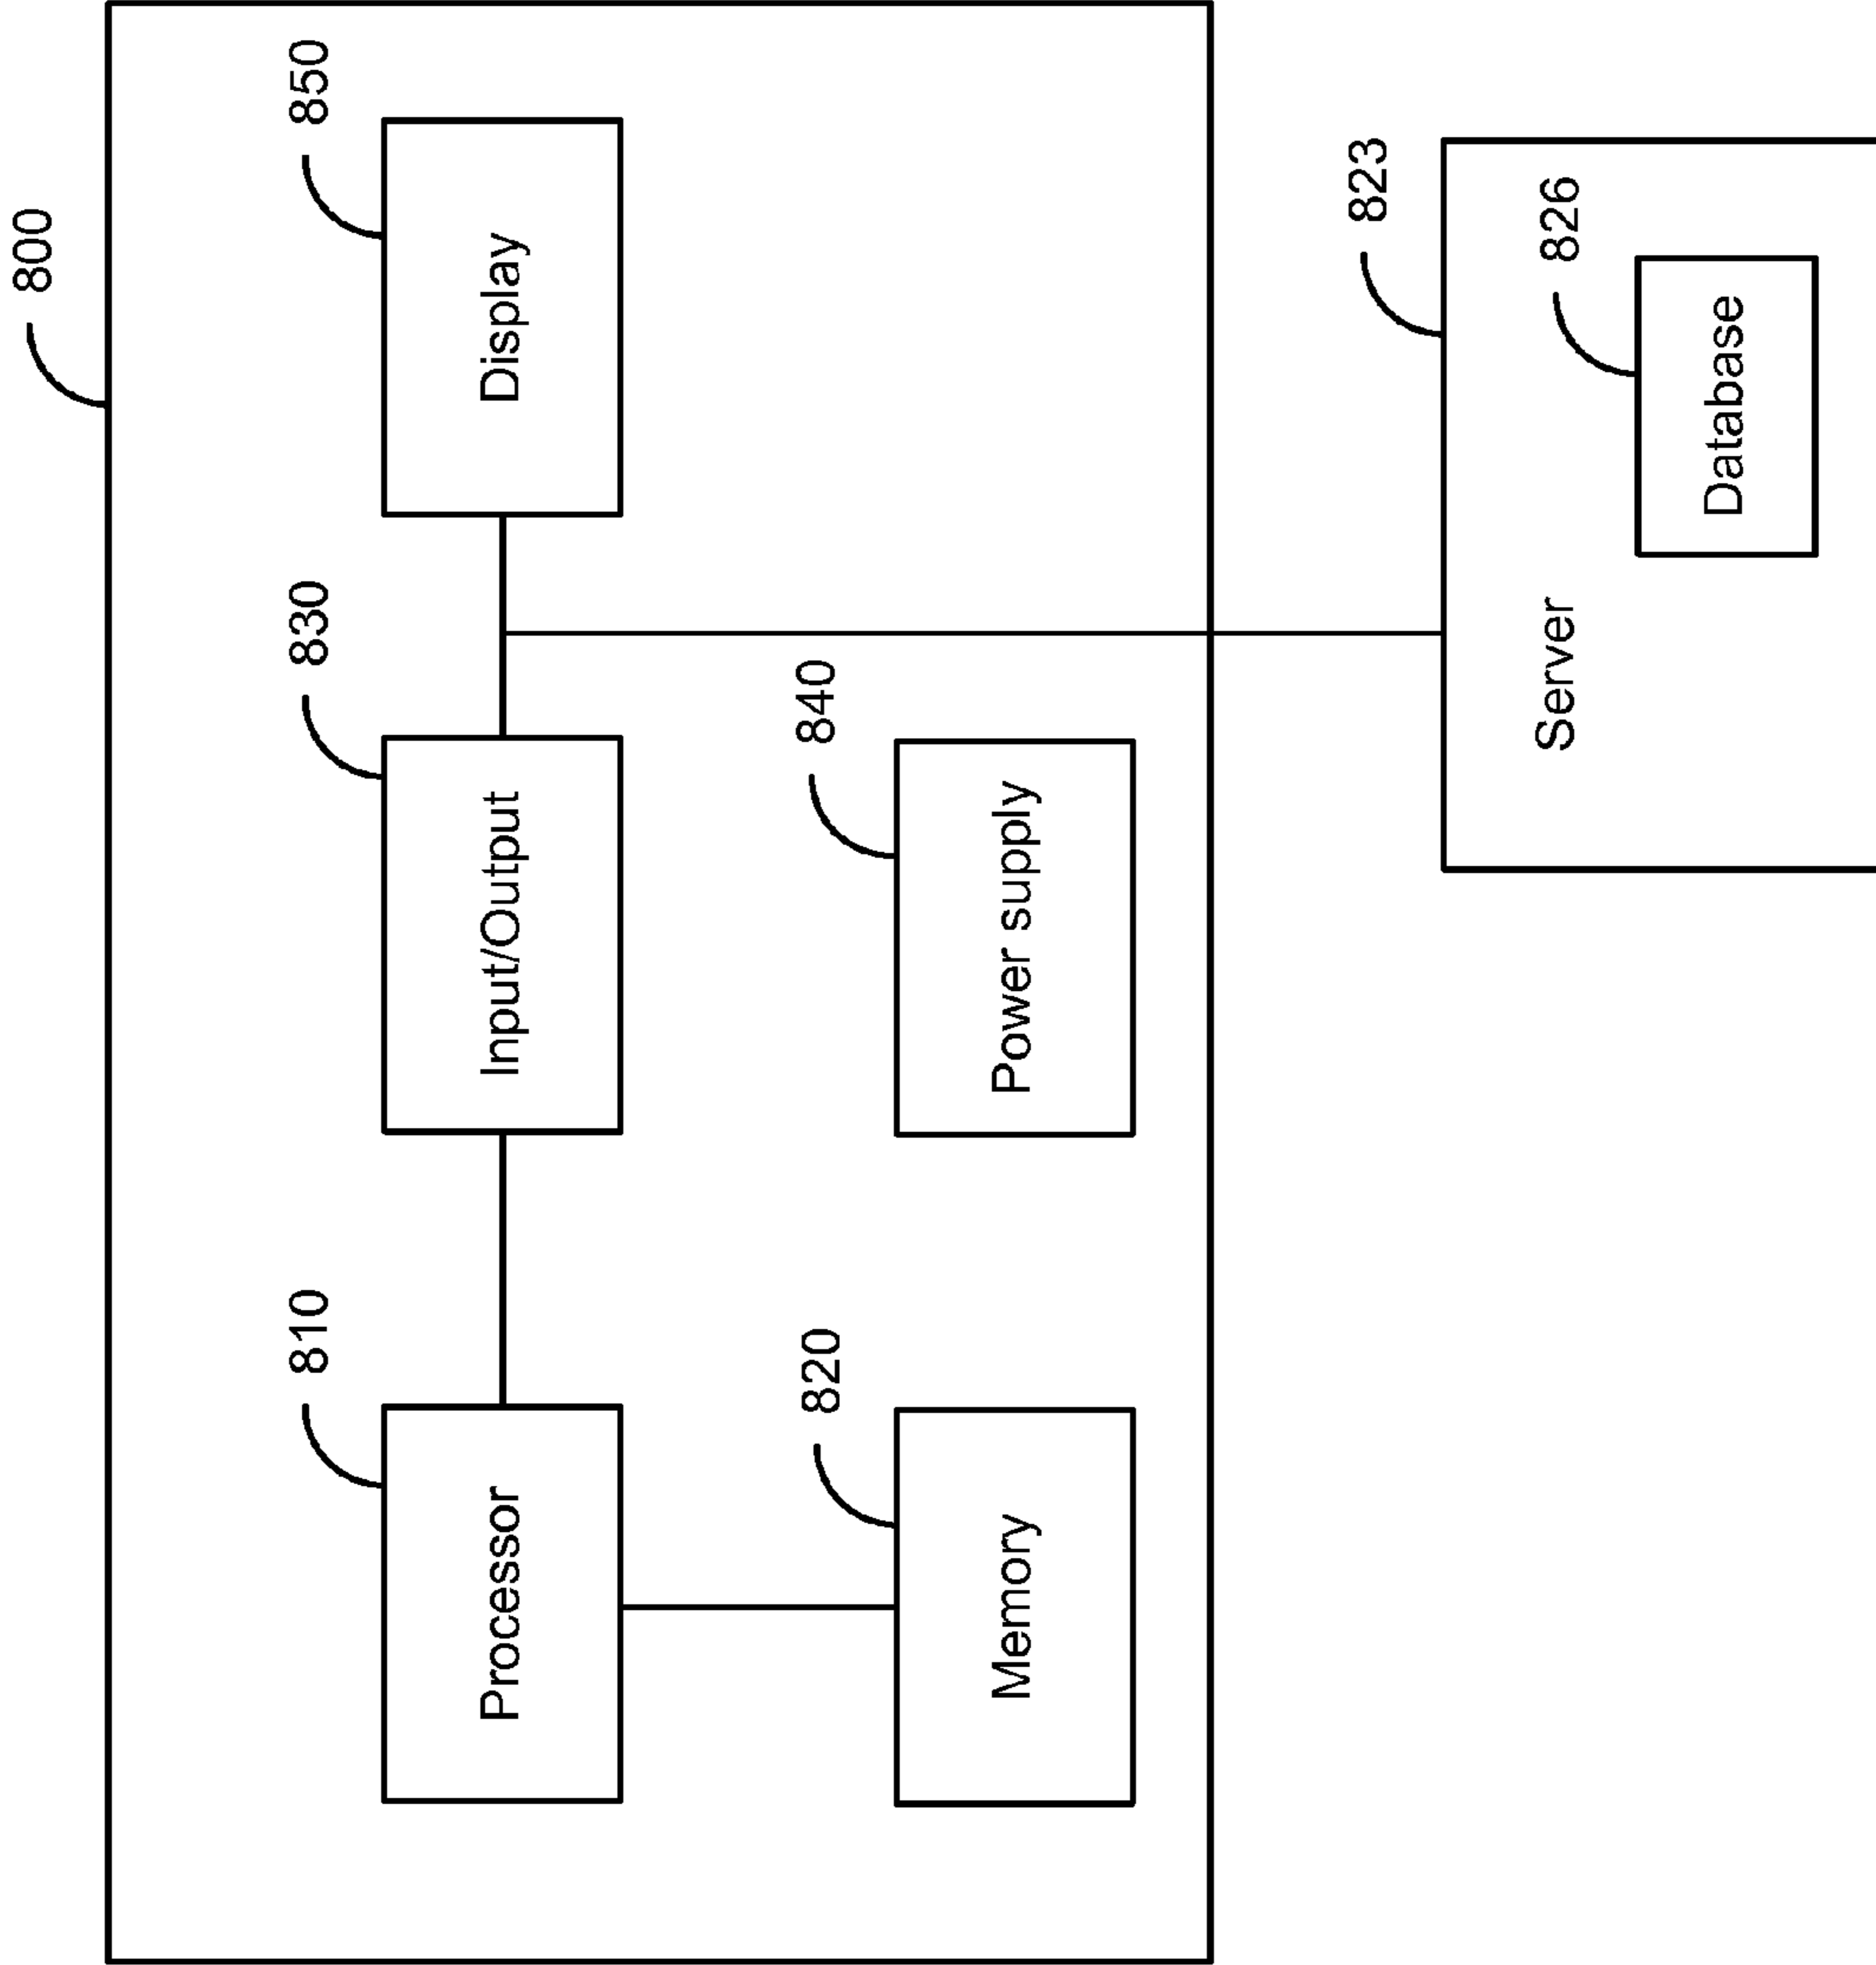 800
810
830
850
Processor
Input/Output
Display
820
840
Memory
Power supply
823
Server
826
Database